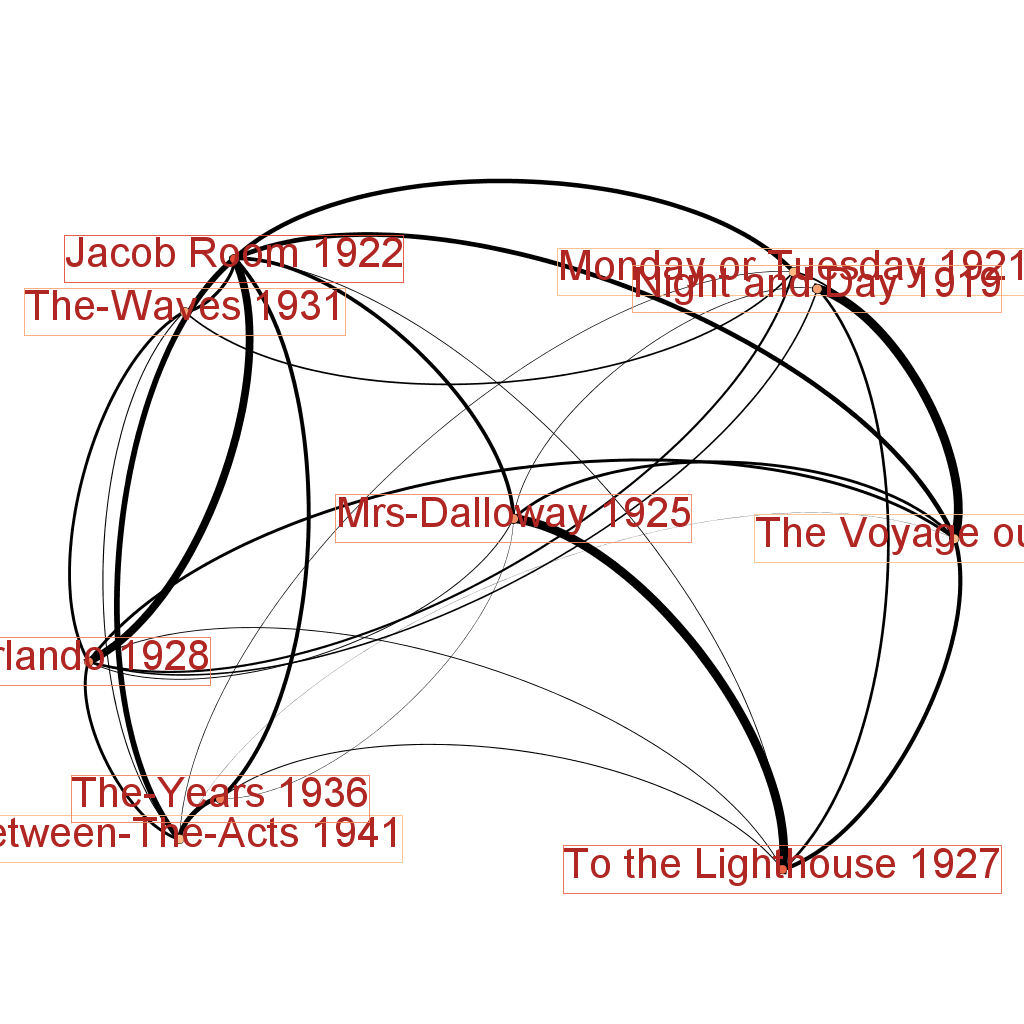 Jacob Room 1922
Monday or Tuesday 1921
Night and Day 1919
The-Waves 1931
Mrs-Dalloway 1925
The Voyage ou
rlando 1928
The-Years 1936
etween-The-Acts 1941
To the Lighthouse 1927